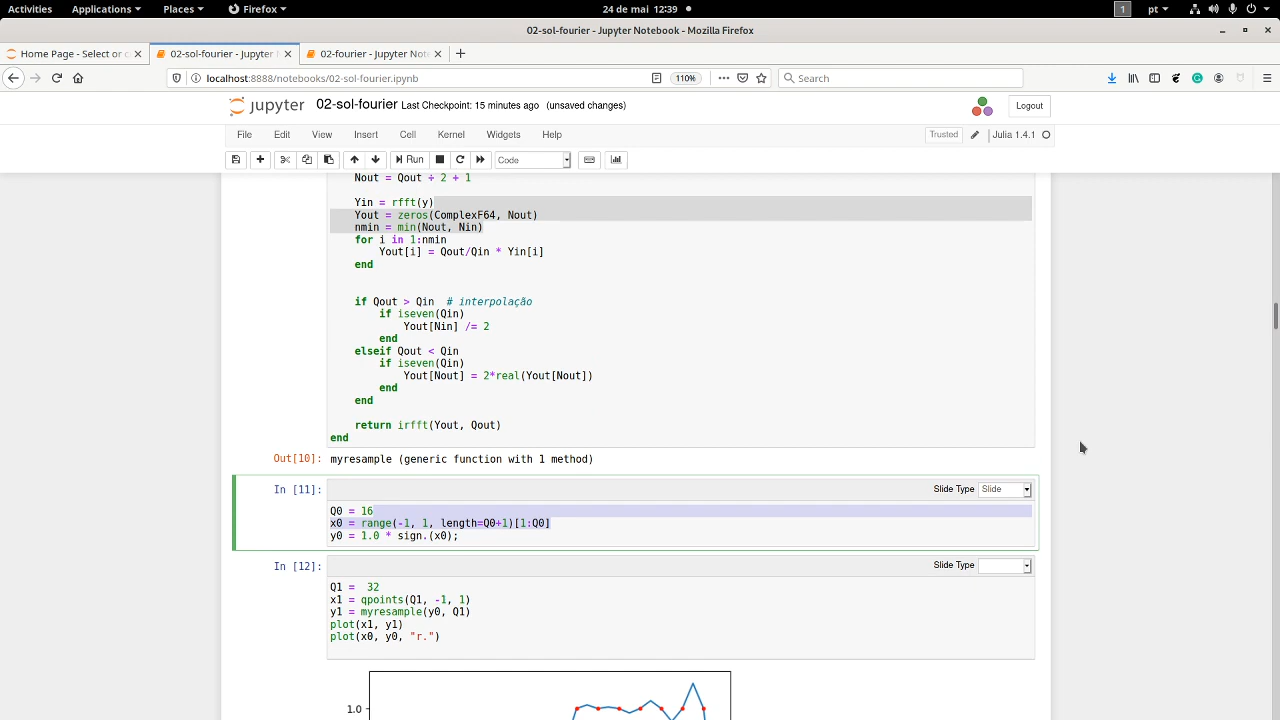 Activities Applications Places Firefox 24 de mai 12:39 1 pt
02-sol-fourier - Jupyter Notebook - Mozilla Firefox
Home Page - Select or c 02-sol-fourier - Jupyter 02-fourier - Jupyter Note
localhost:8888/notebooks/02-sol-fourier.ipynb 110% Search
jupyter 02-sol-fourier Last Checkpoint: 15 minutes ago (unsaved changes) Logout
File Edit View Insert Cell Kernel Widgets Help Trusted Julia 1.4.1
Run Code
Nout = Qout ÷ 2 + 1
Yin = rfft(y)
Yout = zeros(ComplexF64, Nout)
nmin = min(Nout, Nin)
for i in 1:nmin
Yout[i] = Qout/Qin * Yin[i]
end
if Qout > Qin # interpolação
if iseven(Qin)
Yout[Nin] /= 2
end
elseif Qout < Qin
if iseven(Qin)
Yout[Nout] = 2*real(Yout[Nout])
end
end
return irfft(Yout, Qout)
end
Out[10]: myresample (generic function with 1 method)
In [11]: Slide Type Slide
Q0 = 16
x0 = range(-1, 1, length=Q0+1)[1:Q0]
y0 = 1.0 * sign.(x0);
In [12]: Slide Type
Q1 = 32
x1 = qpoints(Q1, -1, 1)
y1 = myresample(y0, Q1)
plot(x1, y1)
plot(x0, y0, "r.")
1.0